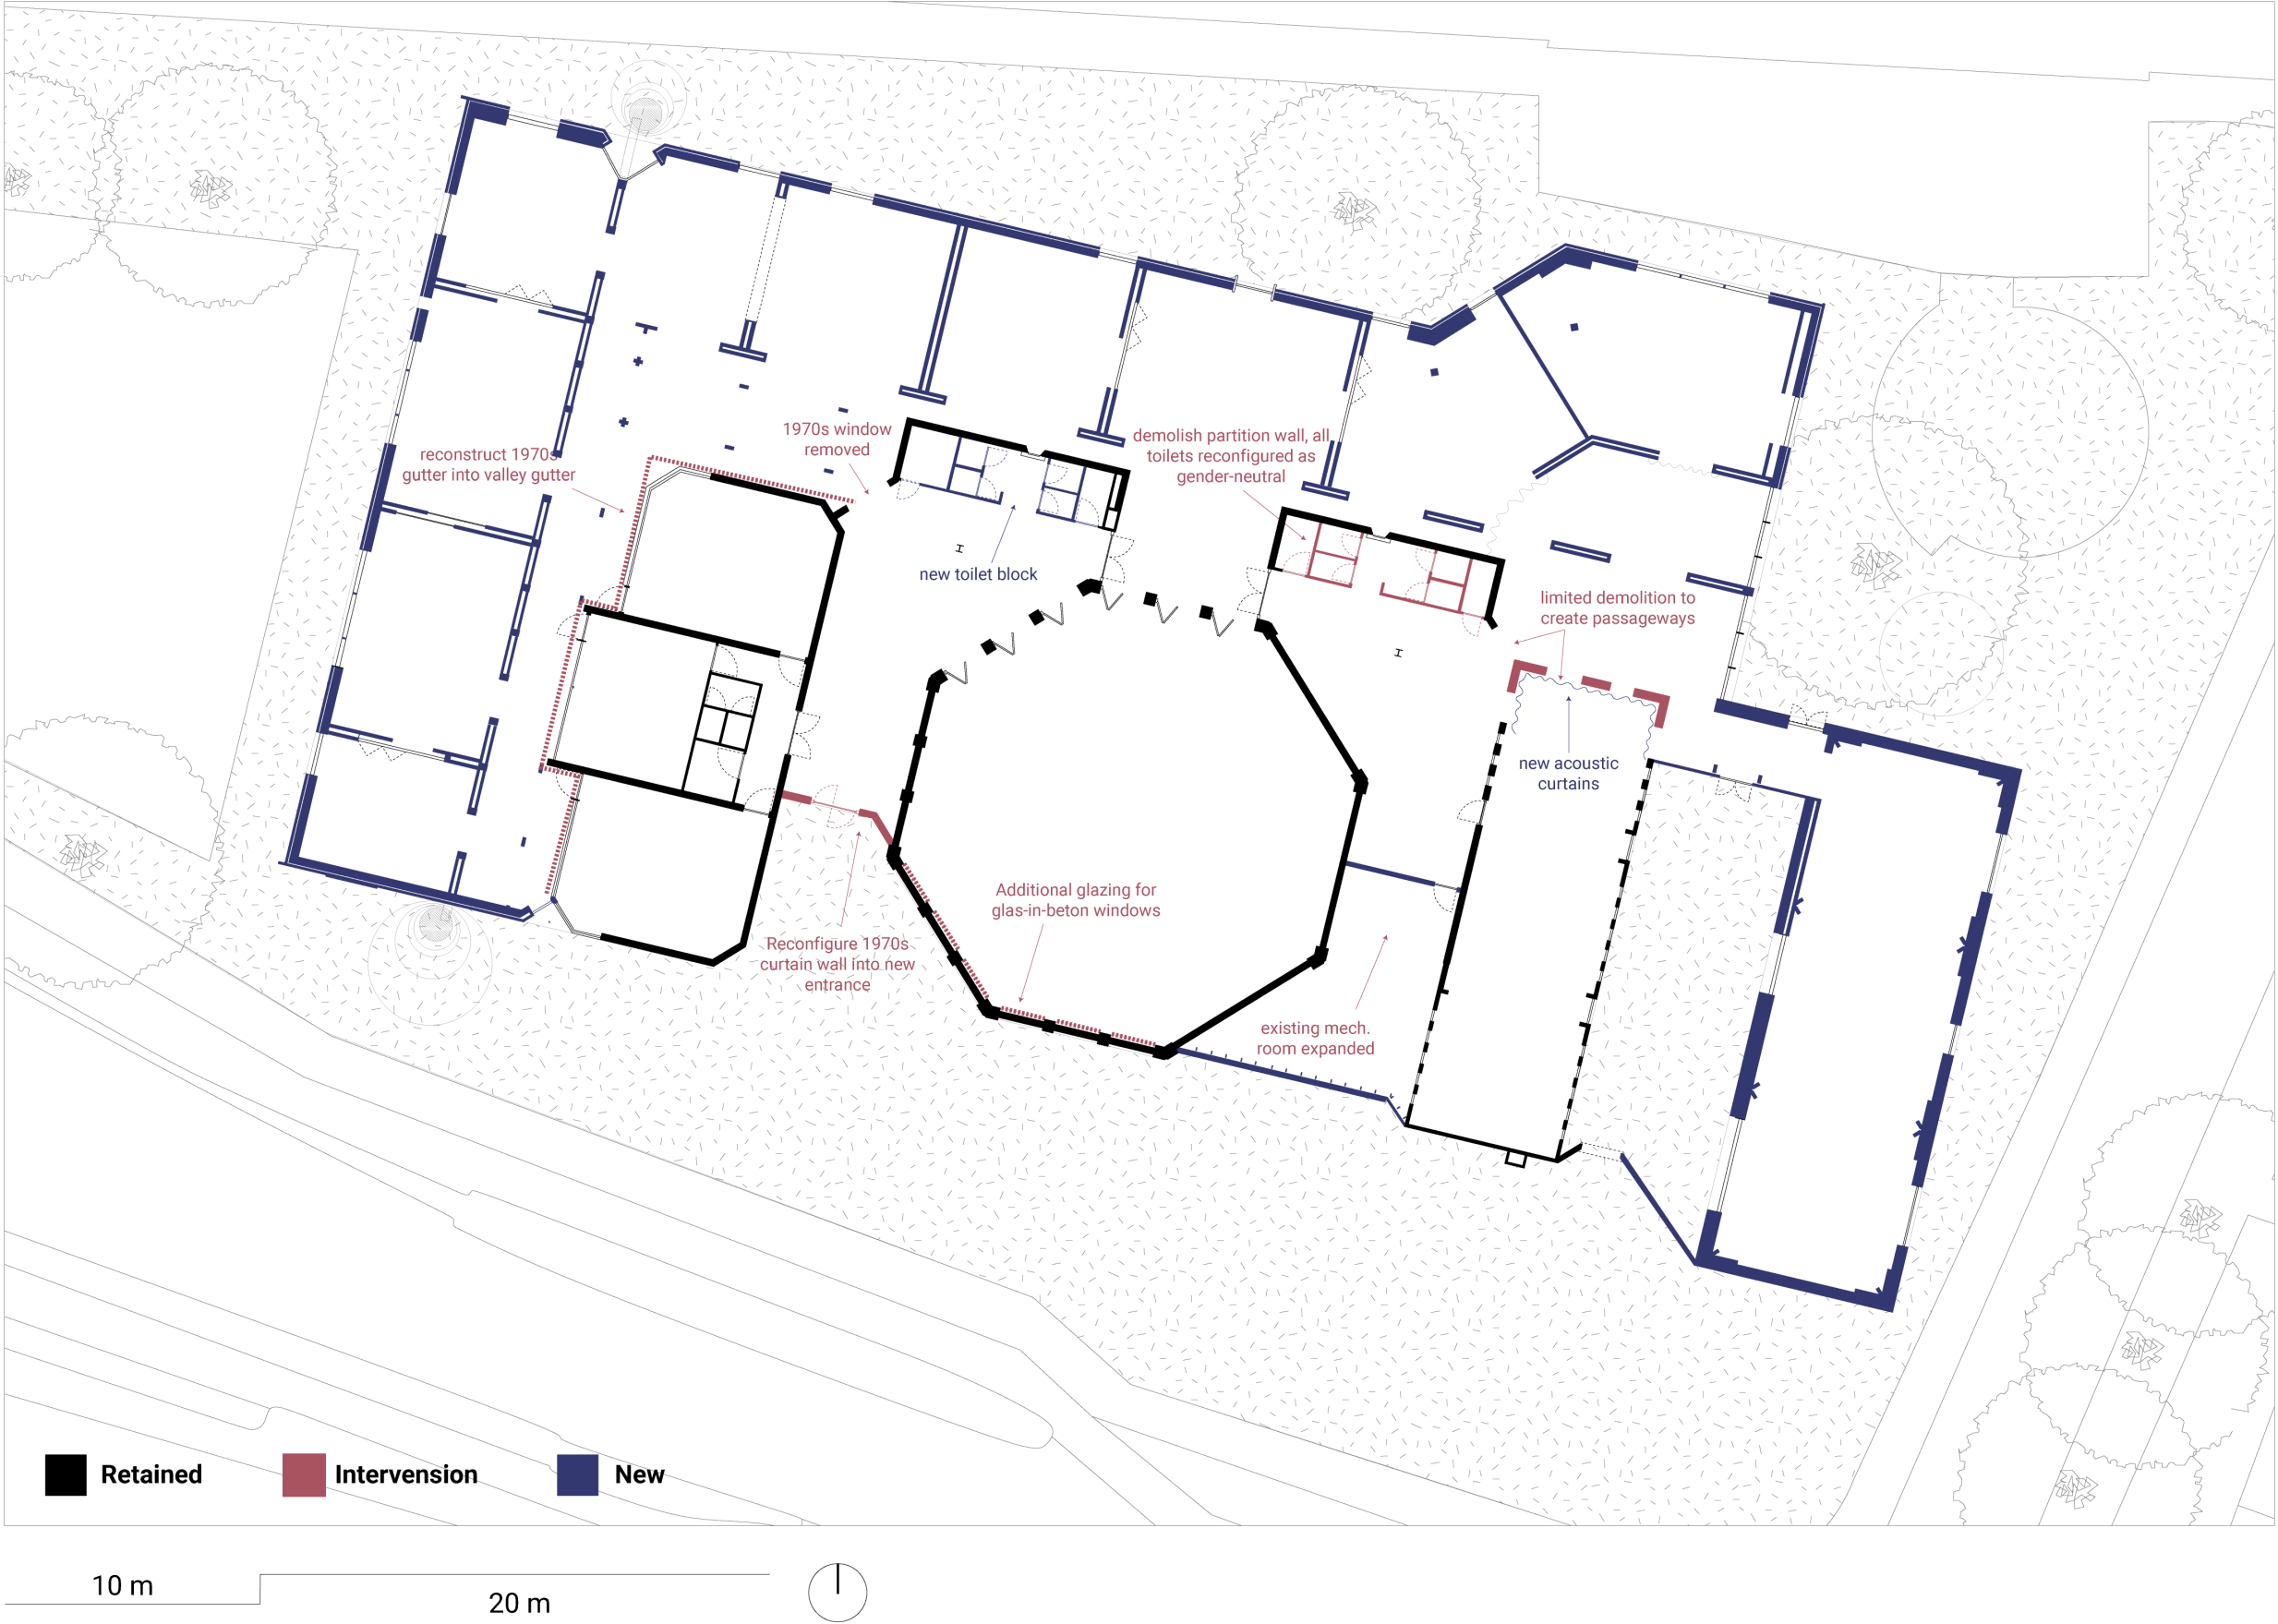 1970s window
removed
demolish partition wall, all
toilets reconfigured as
gender-neutral
reconstruct 1970s
gutter into valley gutter
new toilet block
limited demolition to
create passageways
new acoustic
curtains
Additional glazing for
glas-in-beton windows
Reconfigure 1970s
curtain wall into new
entrance
existing mech.
room expanded
Retained
Intervension
New
10 m
20 m